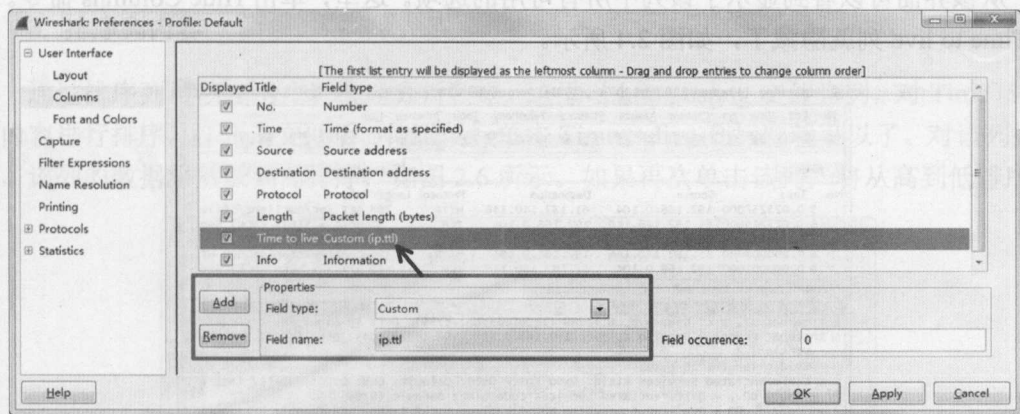 Wireshark: Preferences - Profile: Default
User Interface
Layout
Columns
Font and Colors
Capture
Filter Expressions
Name Resolution
Printing
Protocols
Statistics
[The first list entry will be displayed as the leftmost column - Drag and drop entries to change column order]
Displayed Title Field type
No. Number
Time Time (format as specified)
Source Source address
Destination Destination address
Protocol Protocol
Length Packet length (bytes)
Time to live Custom (ip.ttl)
Info Information
Add
Remove
Properties
Field type: Custom
Field name: ip.ttl
Field occurrence: 0
Help
OK
Apply
Cancel